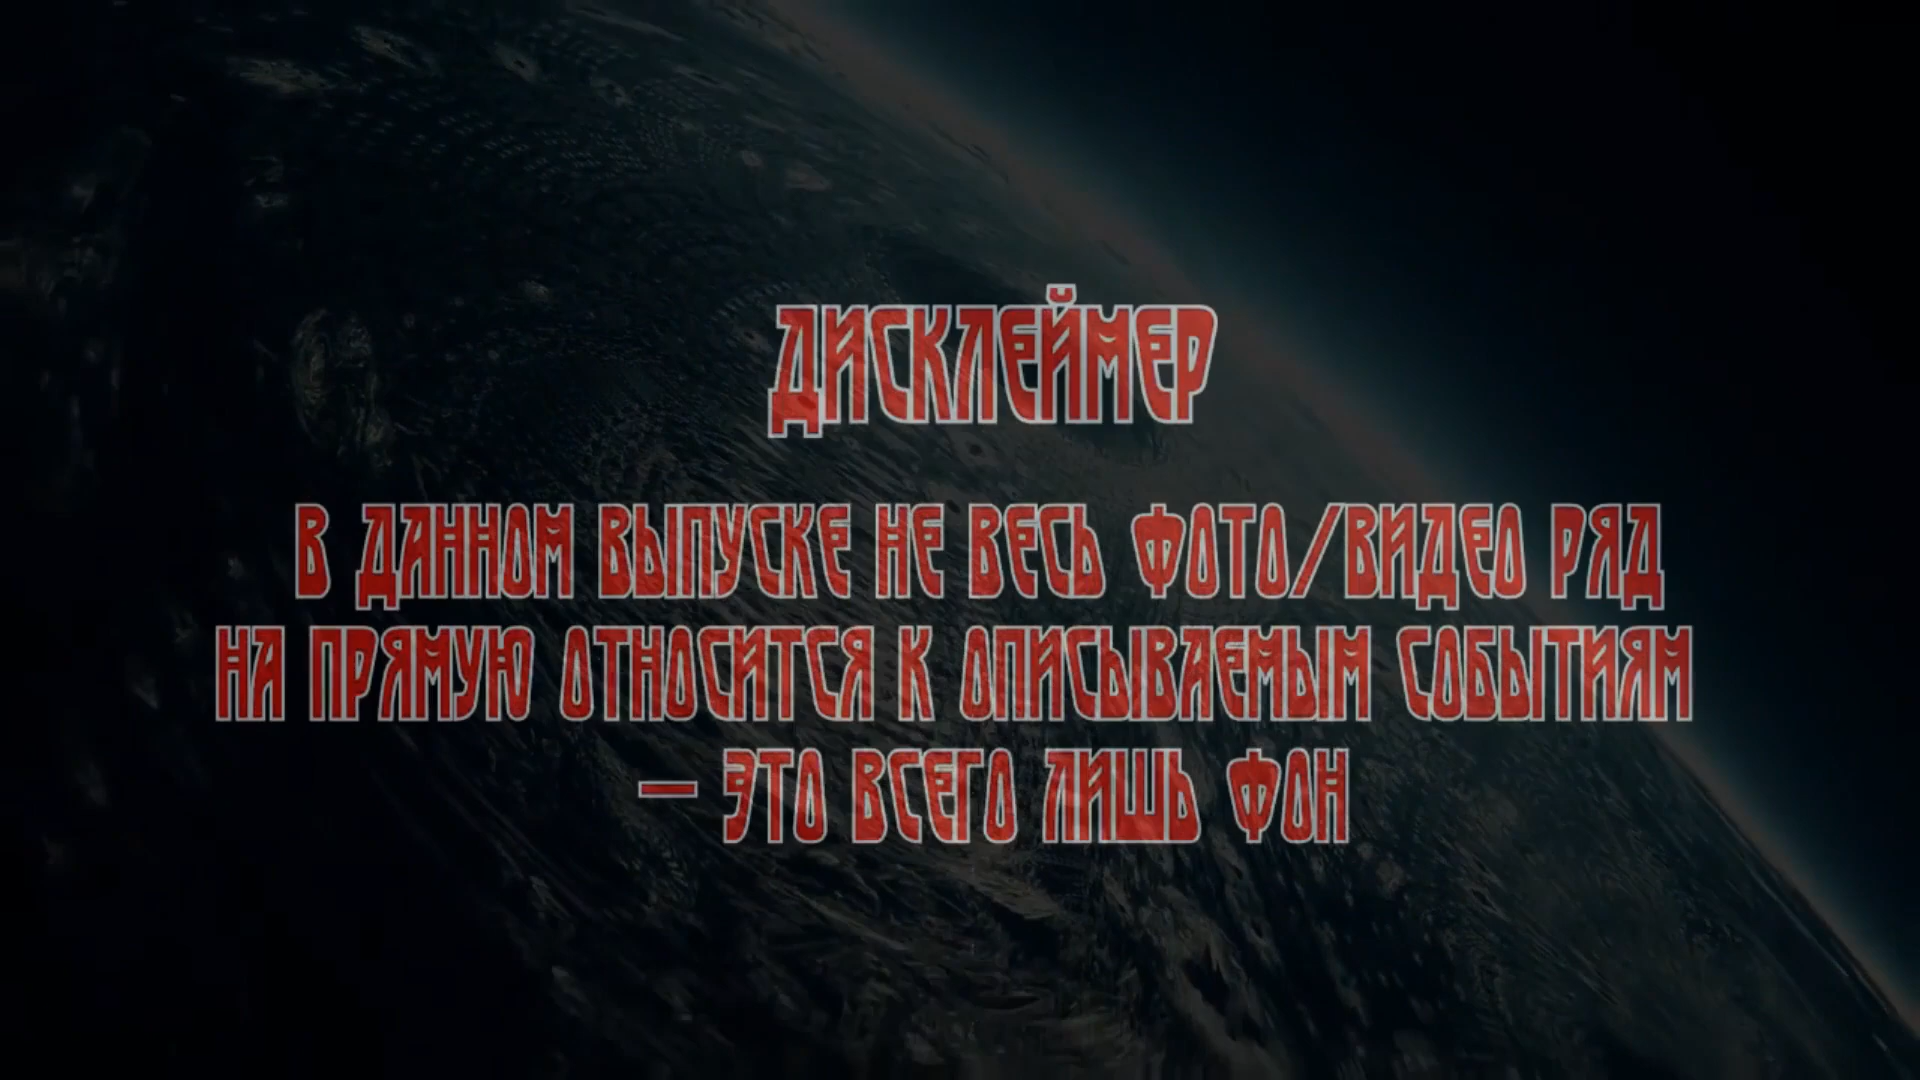 ДИСКЛЕЙМЕР
В ДАННОМ ВЫПУСКЕ НЕ ВЕСЬ ФОТО/ВИДЕО РЯД
НА ПРЯМУЮ ОТНОСИТСЯ К ОПИСЫВАЕМЫМ СОБЫТИЯМ
— ЭТО ВСЕГО ЛИШЬ ФОН